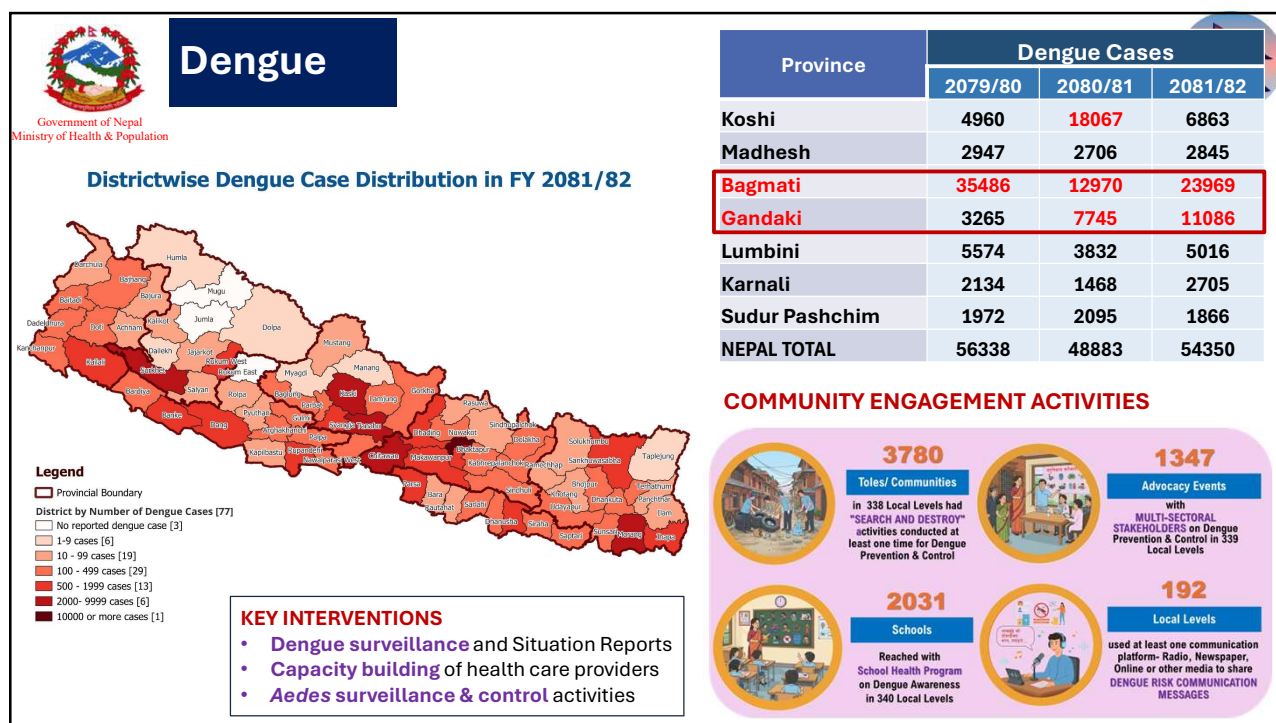 Dengue
Government of Nepal
Ministry of Health & Population
Districtwise Dengue Case Distribution in FY 2081/82
Humla
Darchula
Bajhang
Mugu
Baitadi
Bajura
Jumla
Dolpa
Dadeldhura
Doti
Achham
Kalikot
Mustang
Kanchanpur
Kailali
Dailekh
Jajarkot
Rukum West
Rukum East
Myagdi
Manang
Surkhet
Salyan
Rolpa
Baglung
Kaski
Lamjung
Gorkha
Rasuwa
Bardiya
Pyuthan
Gulmi
Parbat
Syangja
Tanahu
Dhading
Nuwakot
Sindhupalchok
Banke
Dang
Arghakhanchi
Palpa
Dolakha
Solukhumbu
Taplejung
Kapilbastu
Rupandehi
Nawalparasi West
Chitawan
Makawanpur
Bhaktapur
Kabhrepalanchok
Ramechhap
Sankhuwasabha
Parsa
Bara
Rautahat
Sarlahi
Sindhuli
Khotang
Bhojpur
Terhathum
Panchthar
Dhanusha
Siraha
Udayapur
Dhankuta
Ilam
Saptari
Sunsari
Morang
Jhapa
Legend
Provincial Boundary
District by Number of Dengue Cases [77]
No reported dengue case [3]
1-9 cases [6]
10 - 99 cases [19]
100 - 499 cases [29]
500 - 1999 cases [13]
2000- 9999 cases [6]
10000 or more cases [1]
KEY INTERVENTIONS
• Dengue surveillance and Situation Reports
• Capacity building of health care providers
• Aedes surveillance & control activities
Province Dengue Cases
2079/80 2080/81 2081/82
Koshi 4960 18067 6863
Madhesh 2947 2706 2845
Bagmati 35486 12970 23969
Gandaki 3265 7745 11086
Lumbini 5574 3832 5016
Karnali 2134 1468 2705
Sudur Pashchim 1972 2095 1866
NEPAL TOTAL 56338 48883 54350
COMMUNITY ENGAGEMENT ACTIVITIES
3780
Toles/ Communities
in 338 Local Levels had
"SEARCH AND DESTROY"
activities conducted at
least one time for Dengue
Prevention & Control
1347
Advocacy Events
with
MULTI-SECTORAL
STAKEHOLDERS on Dengue
Prevention & Control in 339
Local Levels
2031
Schools
Reached with
School Health Program
on Dengue Awareness
in 340 Local Levels
192
Local Levels
used at least one communication
platform- Radio, Newspaper,
Online or other media to share
DENGUE RISK COMMUNICATION
MESSAGES